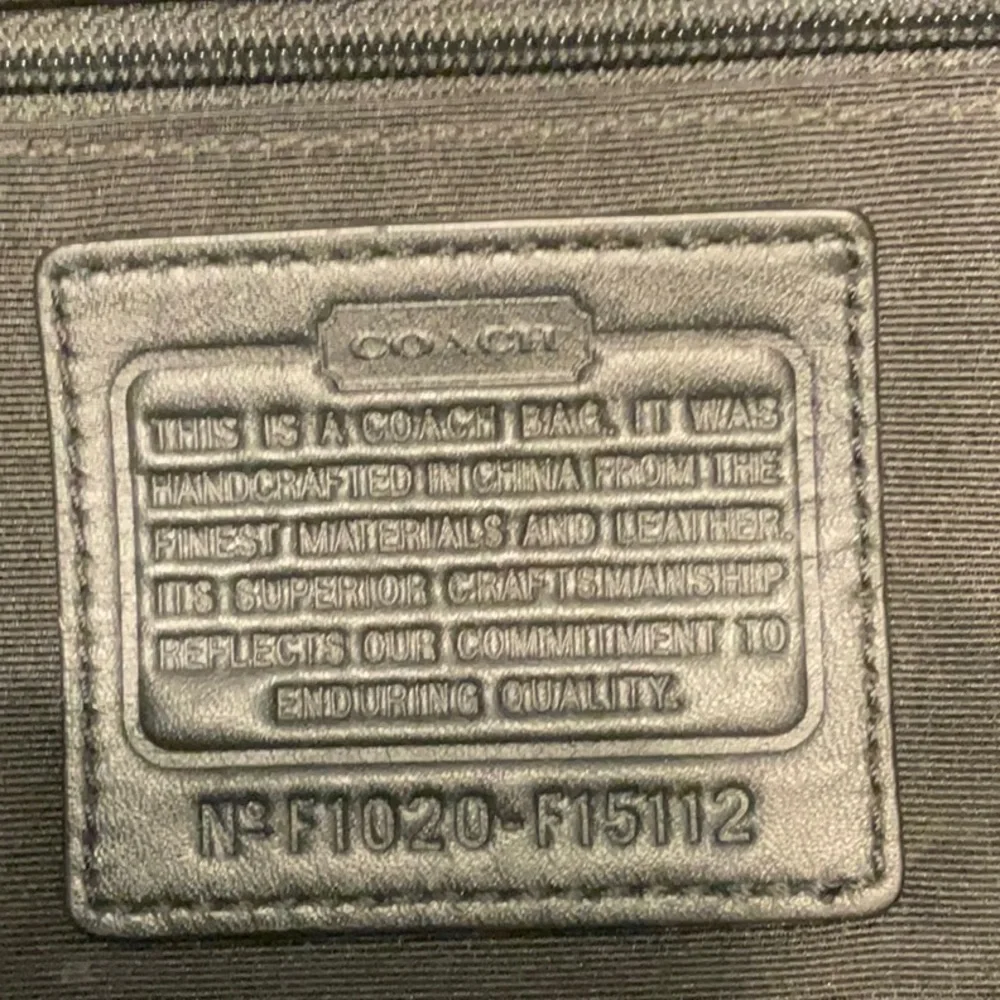 COACH
THIS IS A COACH BAG. IT WAS
HANDCRAFTED IN CHINA FROM THE
FINEST MATERIALS AND LEATHER.
ITS SUPERIOR CRAFTSMANSHIP
REFLECTS OUR COMMITMENT TO
ENDURING QUALITY.
Nº F1020-F15112